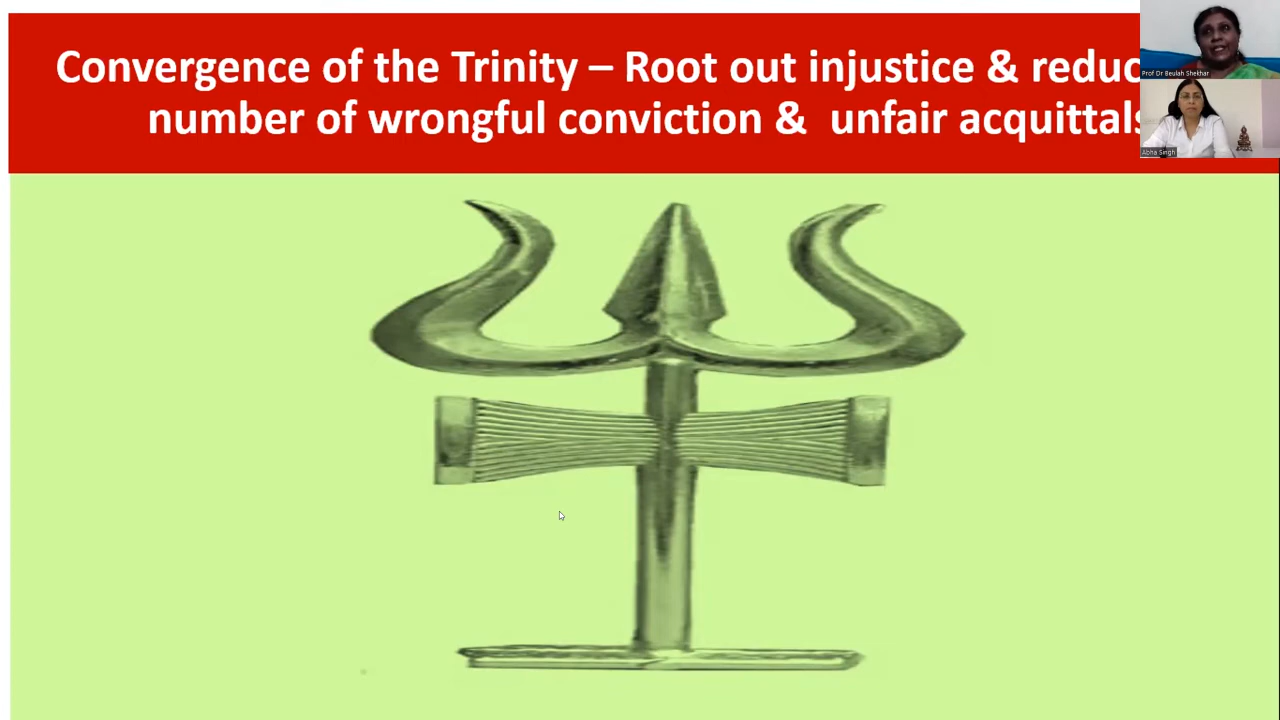 Convergence of the Trinity – Root out injustice & reduc
number of wrongful conviction & unfair acquittals
Prof Dr Beulah Shekhar
Abha Singh